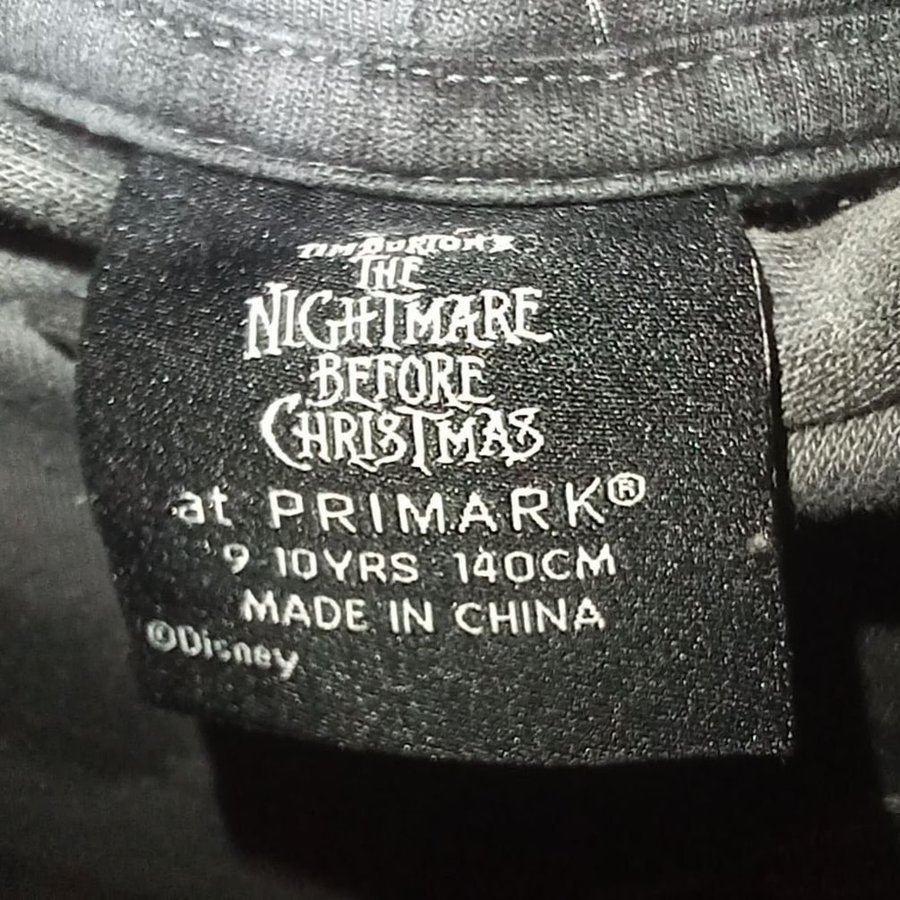 TIM BURTON'S
THE
NIGHTMARE
BEFORE
CHRISTMAS
at PRIMARK®
9-10YRS 140CM
MADE IN CHINA
©Disney